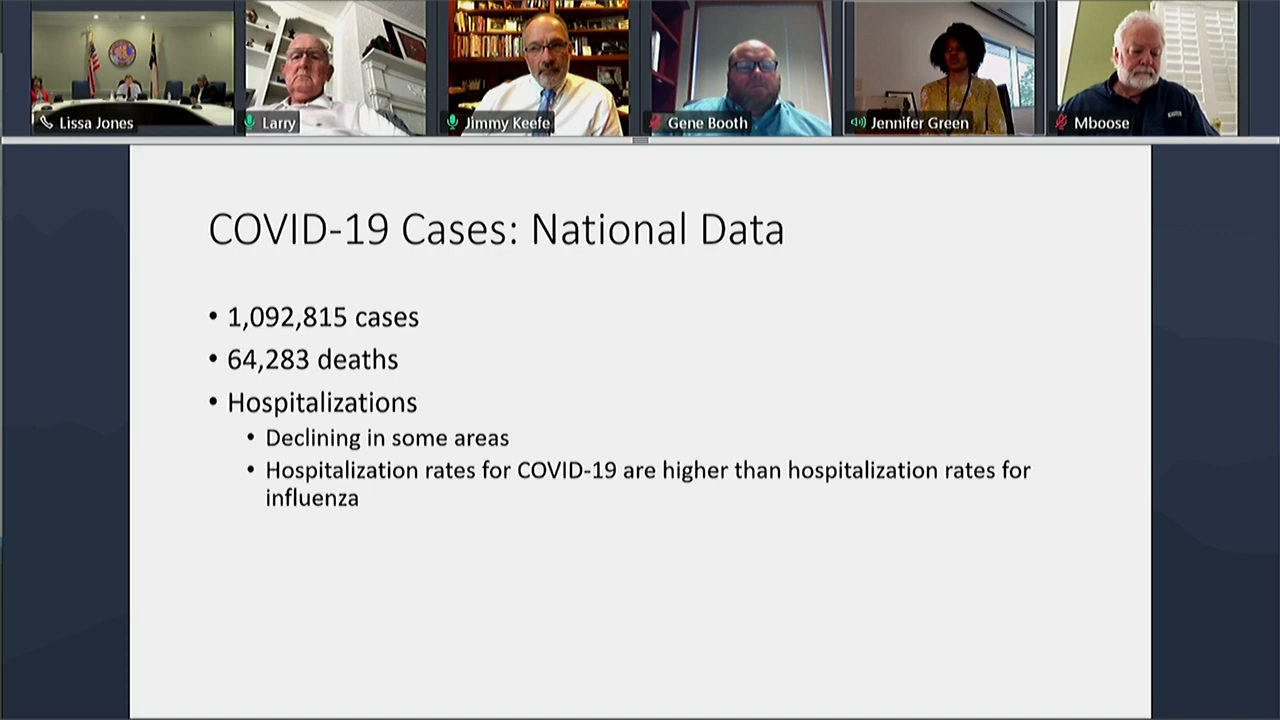 Lissa Jones
Larry
Jimmy Keefe
Gene Booth
Jennifer Green
Mboose
COVID-19 Cases: National Data
• 1,092,815 cases
• 64,283 deaths
• Hospitalizations
• Declining in some areas
• Hospitalization rates for COVID-19 are higher than hospitalization rates for
influenza